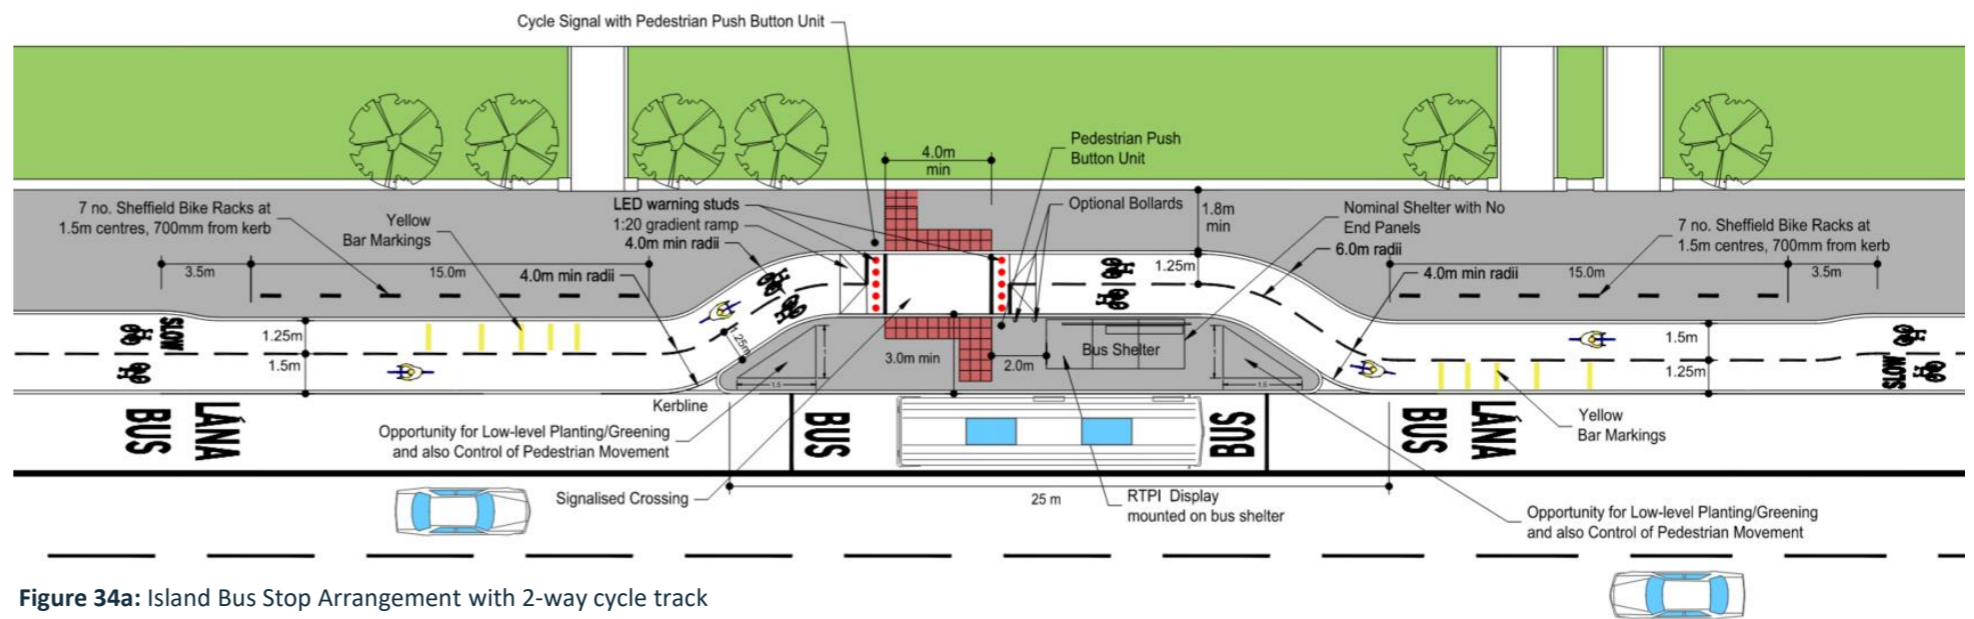 Cycle Signal with Pedestrian Push Button Unit
4.0m
min
Pedestrian Push
Button Unit
7 no. Sheffield Bike Racks at
1.5m centres, 700mm from kerb
Yellow
Bar Markings
LED warning studs
1:20 gradient ramp
4.0m min radii
Optional Bollards
1.8m
min
Nominal Shelter with No
End Panels
6.0m radii
7 no. Sheffield Bike Racks at
1.5m centres, 700mm from kerb
3.5m
15.0m
4.0m min radii
1.25m
4.0m min radii
15.0m
3.5m
SLOW
1.25m
1.5m
1.25m
3.0m min
2.0m
Bus Shelter
1.5
1.5
1.5m
1.25m
SLOW
Kerbline
LÁNA
BUS
BUS
BUS
LÁNA
BUS
Yellow
Bar Markings
Opportunity for Low-level Planting/Greening
and also Control of Pedestrian Movement
Signalised Crossing
25 m
RTPI Display
mounted on bus shelter
Opportunity for Low-level Planting/Greening
and also Control of Pedestrian Movement
Figure 34a: Island Bus Stop Arrangement with 2-way cycle track